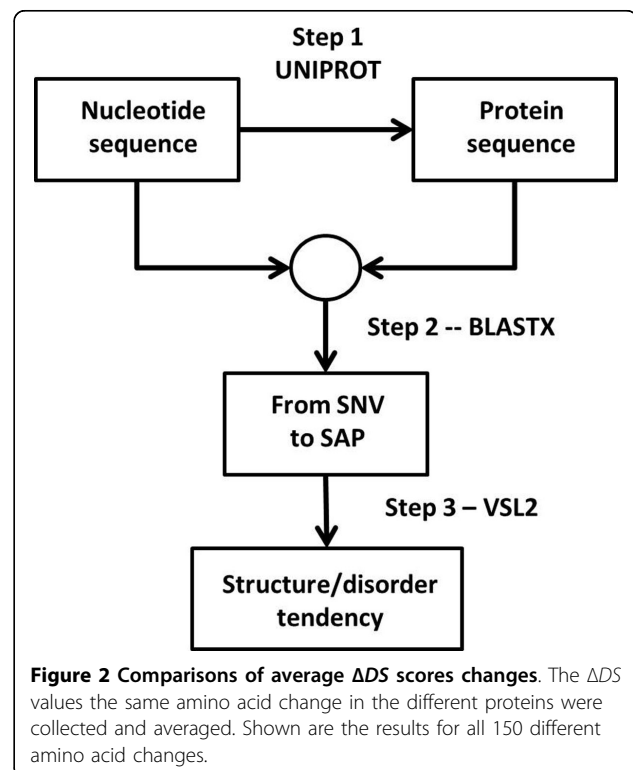 Step 1
UNIPROT
Nucleotide
sequence
Protein
sequence
Step 2 -- BLASTX
From SNV
to SAP
Step 3 – VSL2
Structure/disorder
tendency
Figure 2 Comparisons of average ΔDS scores changes. The ΔDS
values the same amino acid change in the different proteins were
collected and averaged. Shown are the results for all 150 different
amino acid changes.